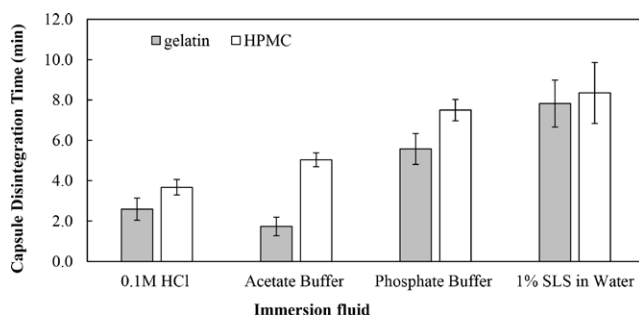 Capsule Disintegration Time (min)
12.0
10.0
8.0
6.0
4.0
2.0
0.0
gelatin HPMC
0.1M HCl Acetate Buffer Phosphate Buffer 1% SLS in Water
Immersion fluid